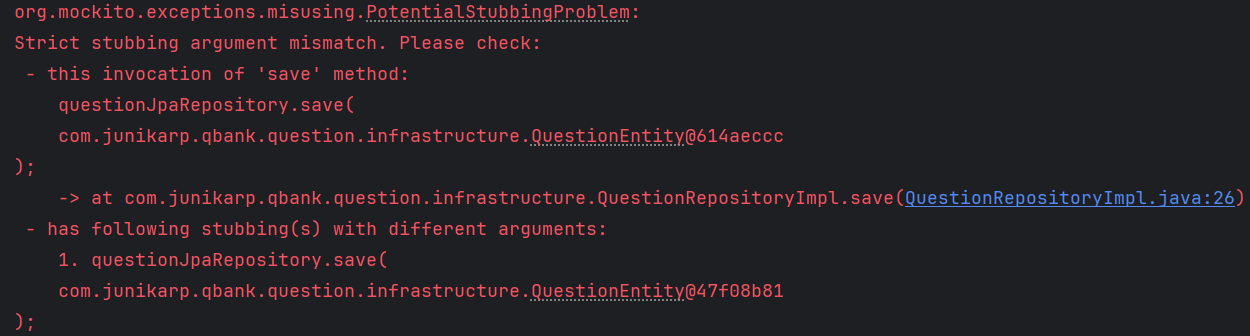 org.mockito.exceptions.misusing.PotentialStubbingProblem:
Strict stubbing argument mismatch. Please check:
 - this invocation of 'save' method:
    questionJpaRepository.save(
    com.junikarp.qbank.question.infrastructure.QuestionEntity@614aeccc
);
    -> at com.junikarp.qbank.question.infrastructure.QuestionRepositoryImpl.save(QuestionRepositoryImpl.java:26)
 - has following stubbing(s) with different arguments:
    1. questionJpaRepository.save(
    com.junikarp.qbank.question.infrastructure.QuestionEntity@47f08b81
);